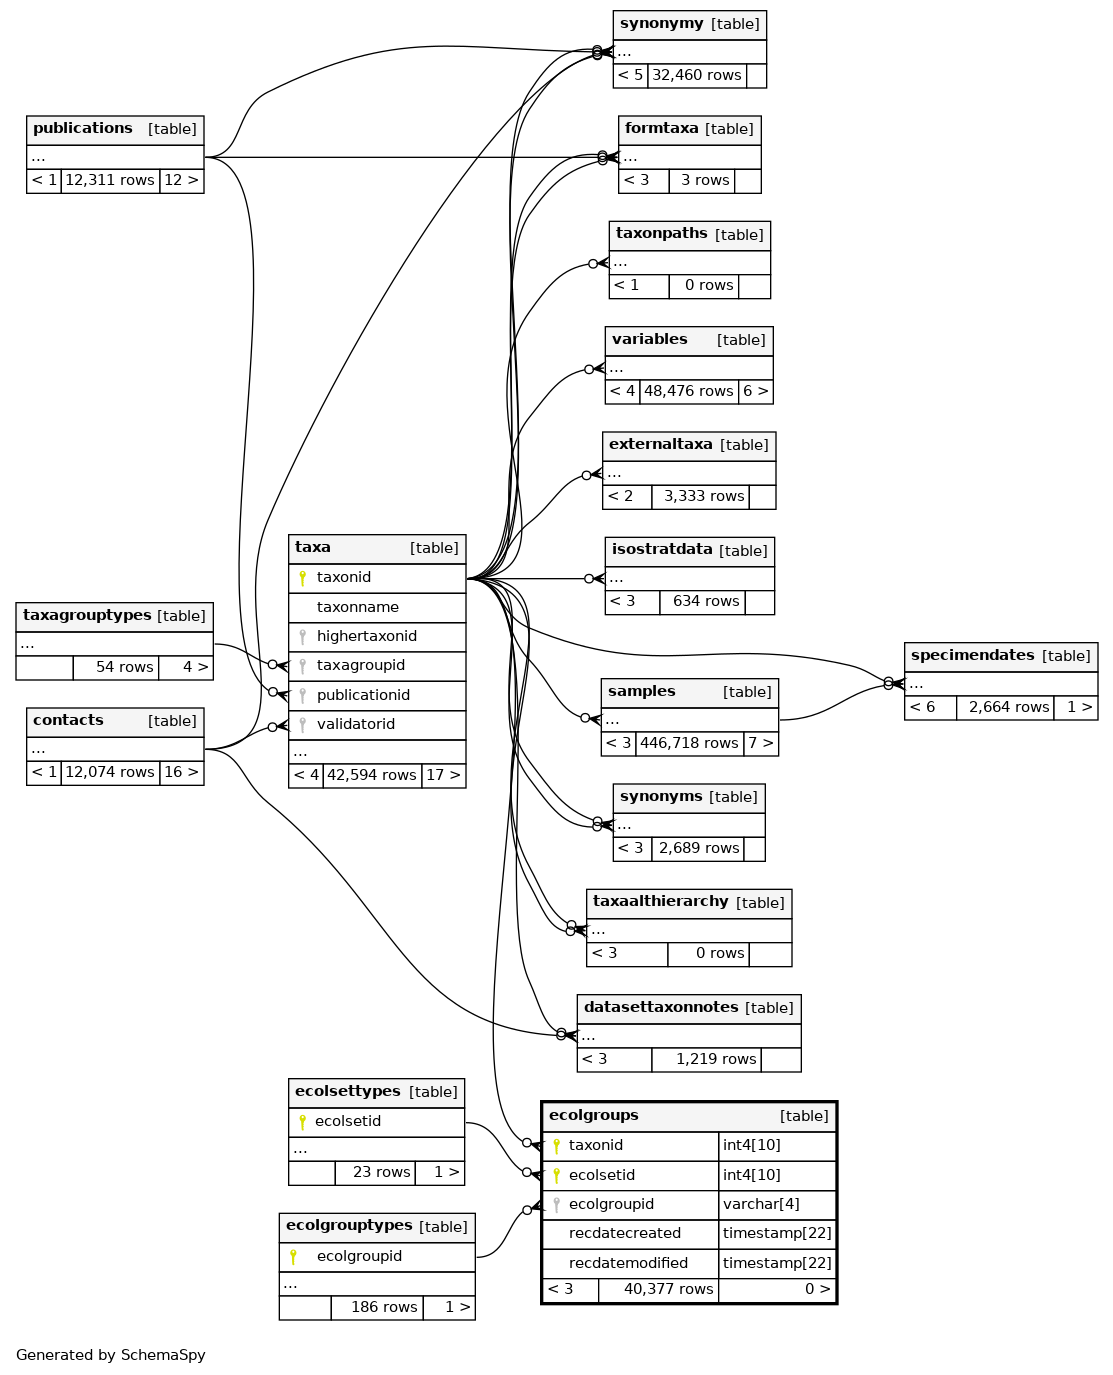 synonymy [table]
...
< 5 32,460 rows
publications [table]
...
< 1 12,311 rows 12 >
formtaxa [table]
...
< 3 3 rows
taxonpaths [table]
...
< 1 0 rows
variables [table]
...
< 4 48,476 rows 6 >
externaltaxa [table]
...
< 2 3,333 rows
isostratdata [table]
...
< 3 634 rows
taxa [table]
taxonid
taxonname
highertaxonid
taxagroupid
publicationid
validatorid
...
< 4 42,594 rows 17 >
taxagrouptypes [table]
...
54 rows 4 >
contacts [table]
...
< 1 12,074 rows 16 >
specimendates [table]
...
< 6 2,664 rows 1 >
samples [table]
...
< 3 446,718 rows 7 >
synonyms [table]
...
< 3 2,689 rows
taxaalthierarchy [table]
...
< 3 0 rows
datasettaxonnotes [table]
...
< 3 1,219 rows
ecolsettypes [table]
ecolsetid
...
23 rows 1 >
ecolgroups [table]
taxonid int4[10]
ecolsetid int4[10]
ecolgroupid varchar[4]
recdatecreated timestamp[22]
recdatemodified timestamp[22]
< 3 40,377 rows 0 >
ecolgrouptypes [table]
ecolgroupid
...
186 rows 1 >
Generated by SchemaSpy